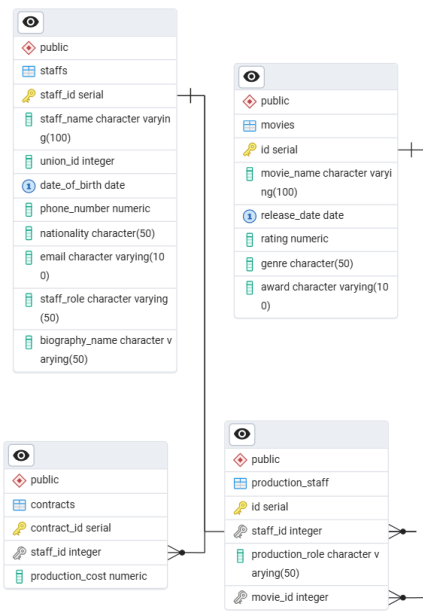 public
staffs
staff_id serial
staff_name character varyin
g(100)
union_id integer
date_of_birth date
phone_number numeric
nationality character(50)
email character varying(10
0)
staff_role character varying
(50)
biography_name character v
arying(50)
public
movies
id serial
movie_name character varyi
ng(100)
release_date date
rating numeric
genre character(50)
award character varying(10
0)
public
contracts
contract_id serial
staff_id integer
production_cost numeric
public
production_staff
id serial
staff_id integer
production_role character v
arying(50)
movie_id integer